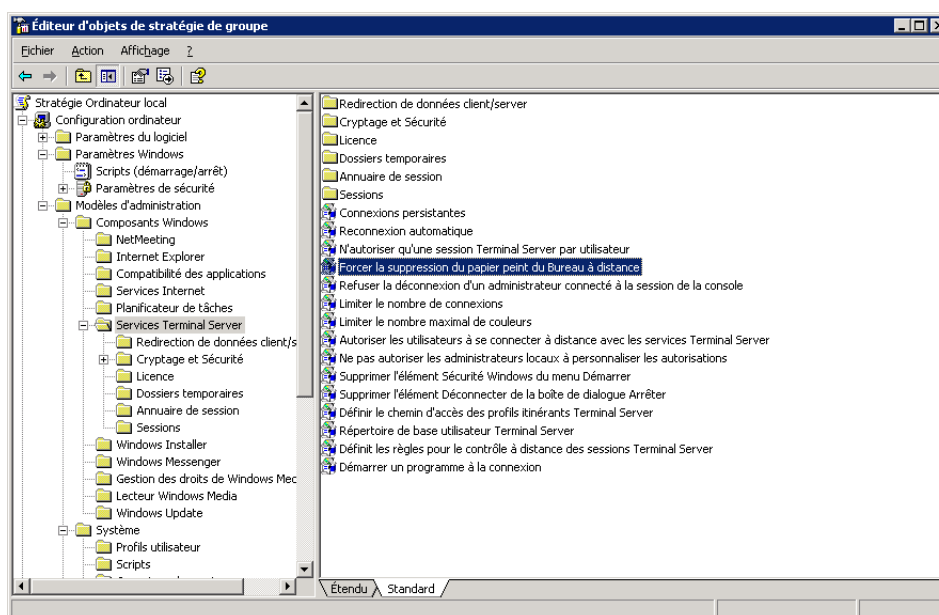 Éditeur d'objets de stratégie de groupe
Fichier Action Affichage ?
Stratégie Ordinateur local
Configuration ordinateur
Paramètres du logiciel
Paramètres Windows
Scripts (démarrage/arrêt)
Paramètres de sécurité
Modèles d'administration
Composants Windows
NetMeeting
Internet Explorer
Compatibilité des applications
Services Internet
Planificateur de tâches
Services Terminal Server
Redirection de données client/s
Cryptage et Sécurité
Licence
Dossiers temporaires
Annuaire de session
Sessions
Windows Installer
Windows Messenger
Gestion des droits de Windows Mec
Lecteur Windows Media
Windows Update
Système
Profils utilisateur
Scripts
Redirection de données client/server
Cryptage et Sécurité
Licence
Dossiers temporaires
Annuaire de session
Sessions
Connexions persistantes
Reconnexion automatique
N'autoriser qu'une session Terminal Server par utilisateur
Forcer la suppression du papier peint du Bureau à distance
Refuser la déconnexion d'un administrateur connecté à la session de la console
Limiter le nombre de connexions
Limiter le nombre maximal de couleurs
Autoriser les utilisateurs à se connecter à distance avec les services Terminal Server
Ne pas autoriser les administrateurs locaux à personnaliser les autorisations
Supprimer l'élément Sécurité Windows du menu Démarrer
Supprimer l'élément Déconnecter de la boîte de dialogue Arrêter
Définir le chemin d'accès des profils itinérants Terminal Server
Répertoire de base utilisateur Terminal Server
Définit les règles pour le contrôle à distance des sessions Terminal Server
Démarrer un programme à la connexion
Étendu Standard